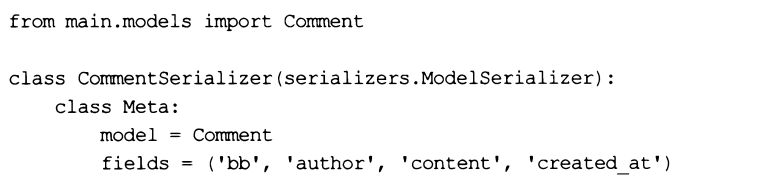 from main.models import Comment

class CommentSerializer(serializers.ModelSerializer):
    class Meta:
        model = Comment
        fields = ('bb', 'author', 'content', 'created_at')